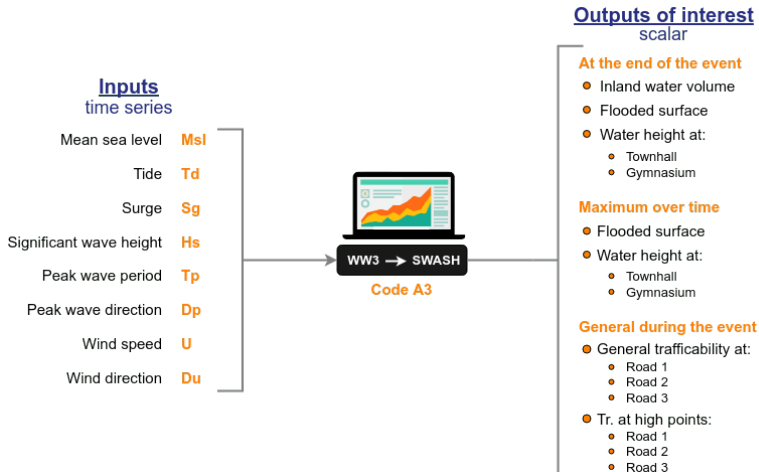 Inputs
time series
Mean sea level Msl
Tide Td
Surge Sg
Significant wave height Hs
Peak wave period Tp
Peak wave direction Dp
Wind speed U
Wind direction Du
WW3 → SWASH
Code A3
Outputs of interest
scalar
At the end of the event
Inland water volume
Flooded surface
Water height at:
Townhall
Gymnasium
Maximum over time
Flooded surface
Water height at:
Townhall
Gymnasium
General during the event
General trafficability at:
Road 1
Road 2
Road 3
Tr. at high points:
Road 1
Road 2
Road 3